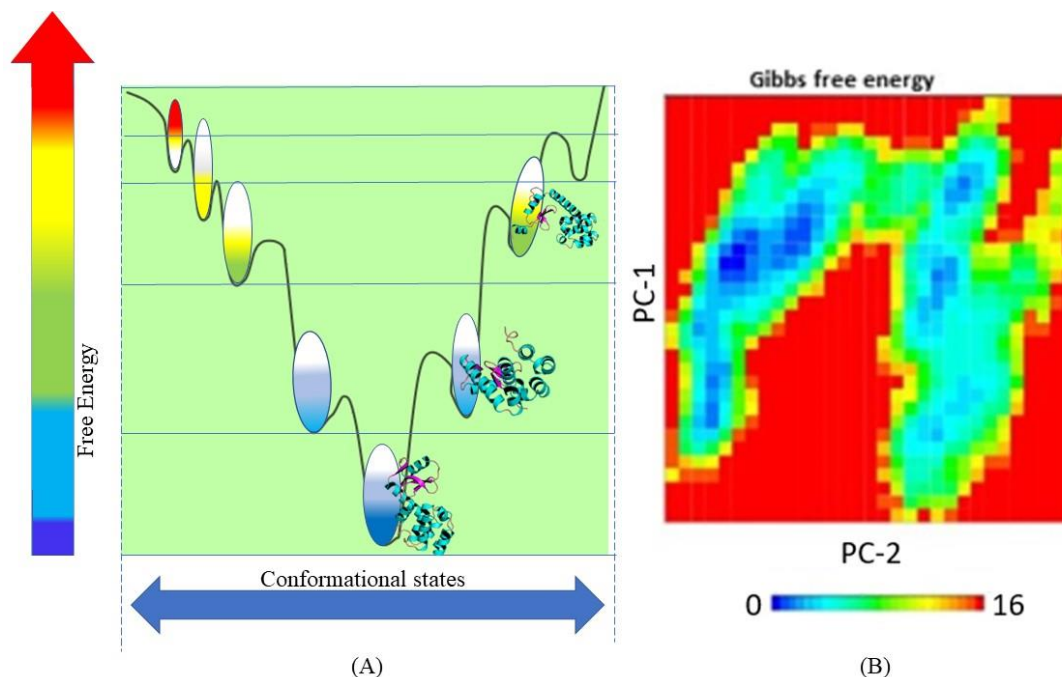 Free Energy
Conformational states
(A)
Gibbs free energy
PC-1
PC-2
0
16
(B)